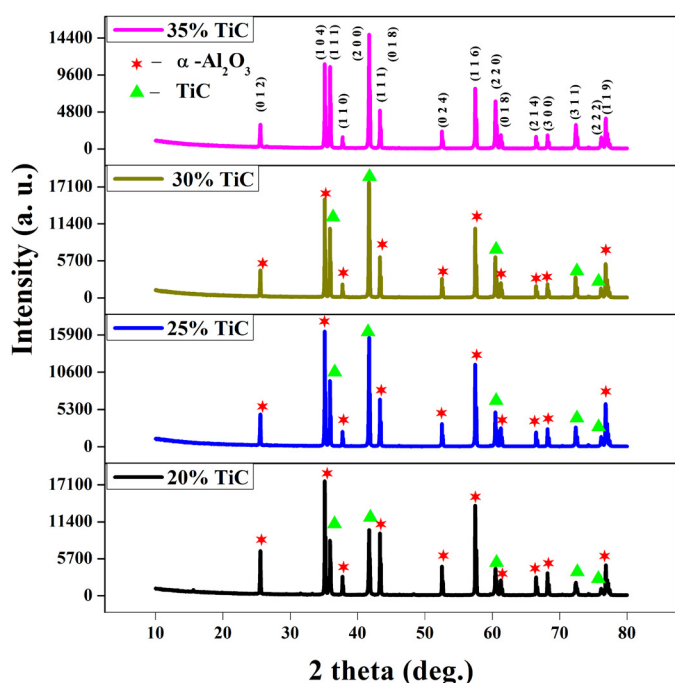 35% TiC
α -Al₂O₃
TiC
(0 1 2)
(1 0 4)
(1 1 1)
(1 1 0)
(2 0 0)
(1 1 1)
(0 1 8)
(0 2 4)
(1 1 6)
(2 2 0)
(0 1 8)
(2 1 4)
(3 0 0)
(3 1 1)
(2 2 2)
(1 1 9)
14400
9600
4800
0
30% TiC
17100
11400
5700
0
25% TiC
15900
10600
5300
0
20% TiC
17100
11400
5700
0
Intensity (a. u.)
10 20 30 40 50 60 70 80
2 theta (deg.)